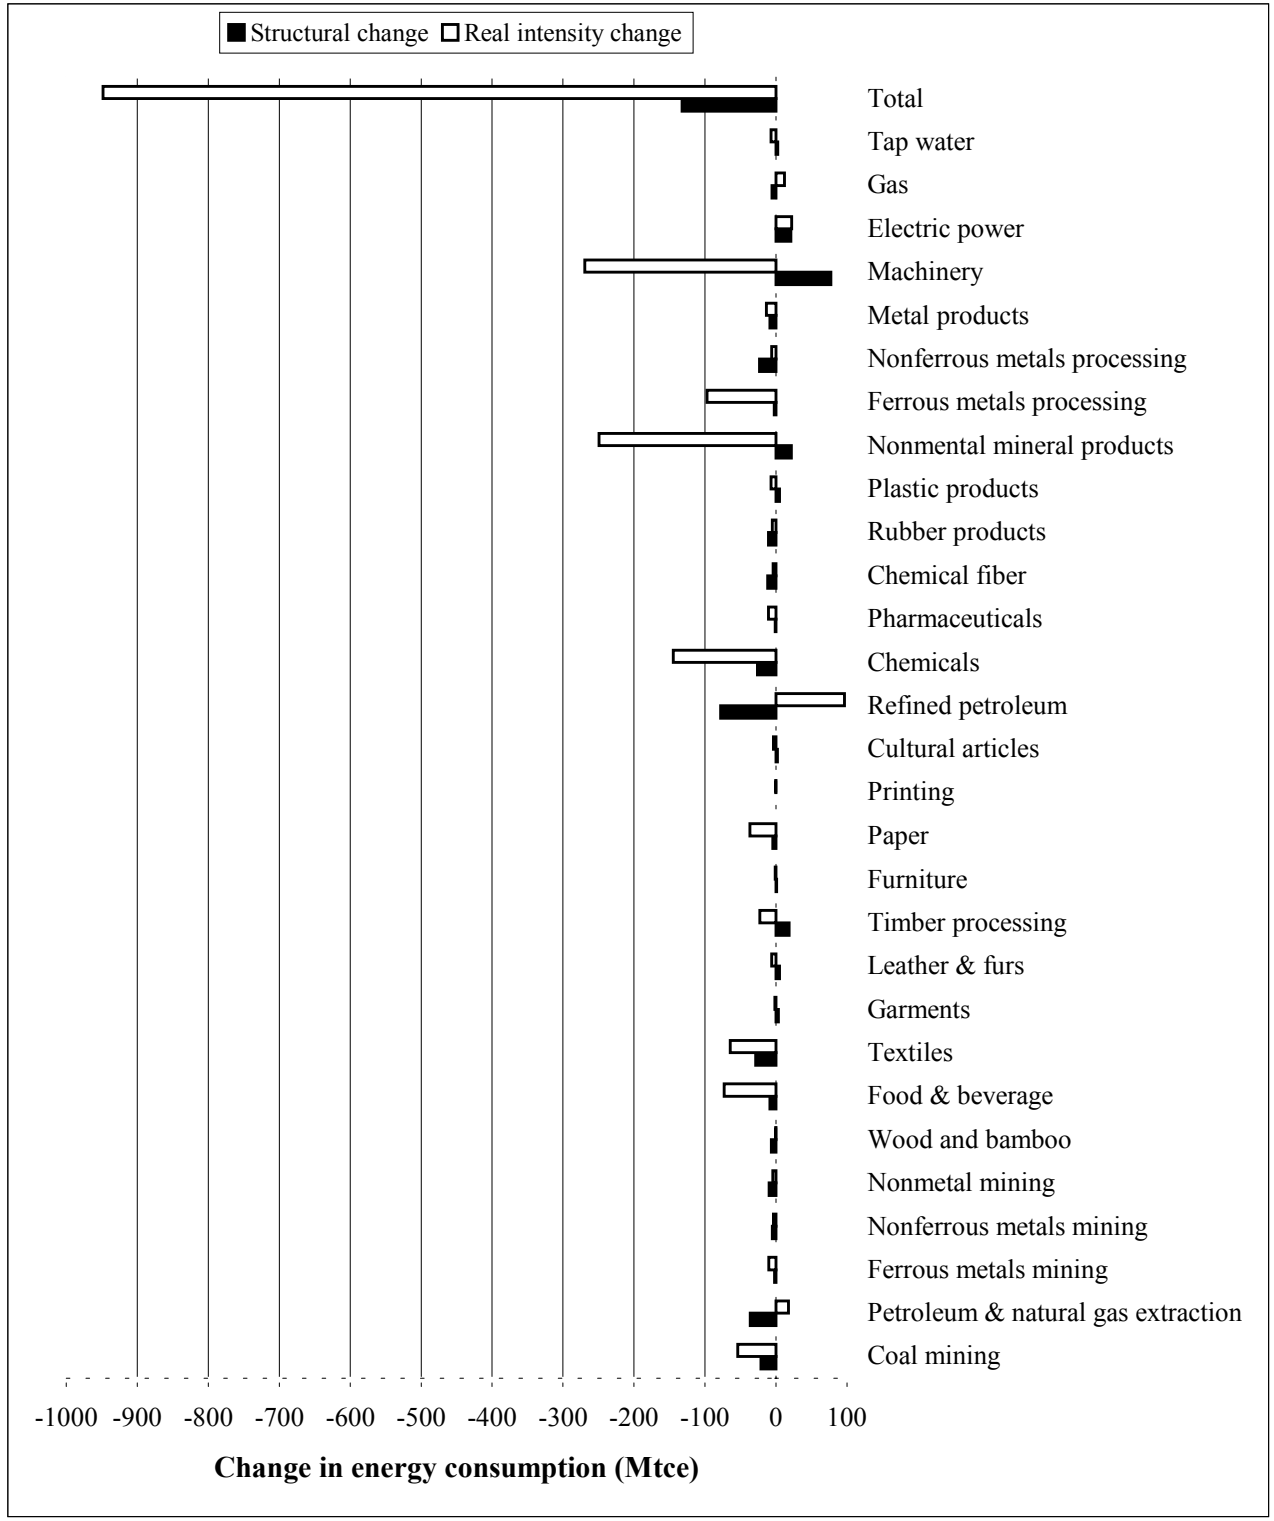 Structural change Real intensity change
Total
Tap water
Gas
Electric power
Machinery
Metal products
Nonferrous metals processing
Ferrous metals processing
Nonmental mineral products
Plastic products
Rubber products
Chemical fiber
Pharmaceuticals
Chemicals
Refined petroleum
Cultural articles
Printing
Paper
Furniture
Timber processing
Leather & furs
Garments
Textiles
Food & beverage
Wood and bamboo
Nonmetal mining
Nonferrous metals mining
Ferrous metals mining
Petroleum & natural gas extraction
Coal mining
-1000 -900 -800 -700 -600 -500 -400 -300 -200 -100 0 100
Change in energy consumption (Mtce)